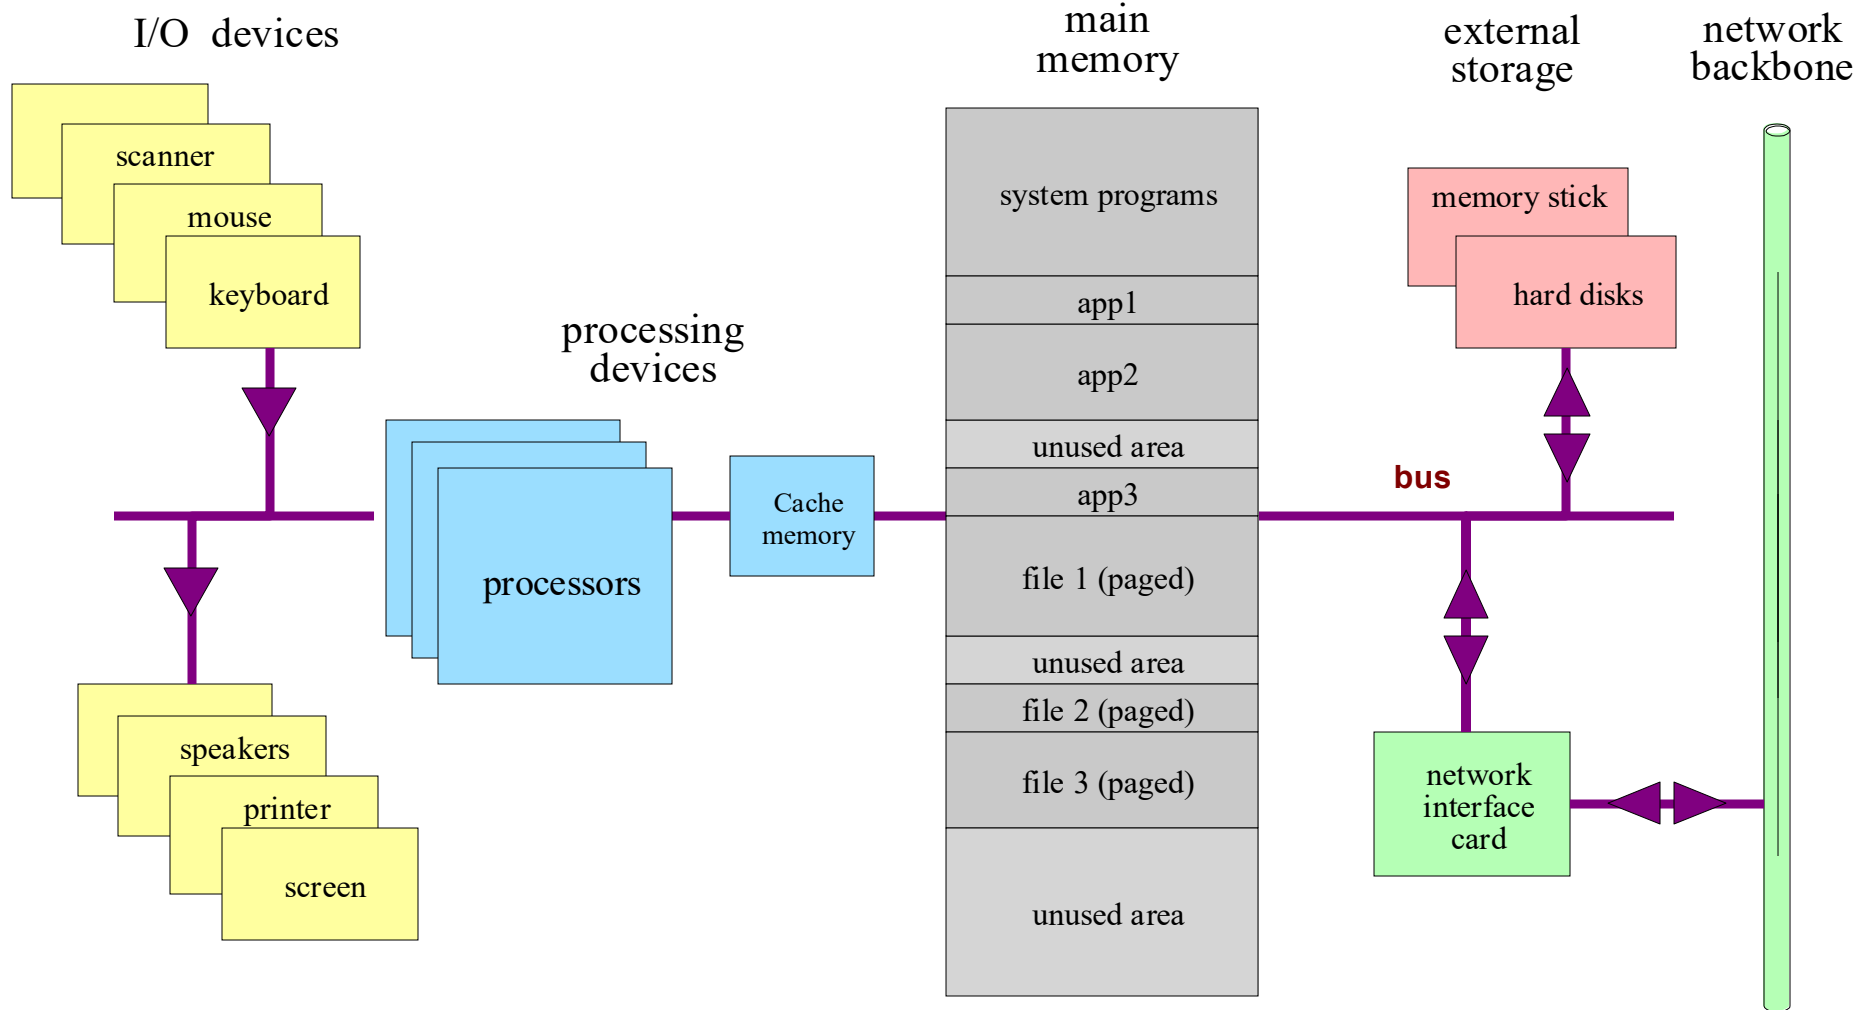 I/O devices
scanner
mouse
keyboard
speakers
printer
screen
processing
devices
processors
Cache
memory
main
memory
system programs
app1
app2
unused area
app3
file 1 (paged)
unused area
file 2 (paged)
file 3 (paged)
unused area
external
storage
memory stick
hard disks
bus
network
interface
card
network
backbone